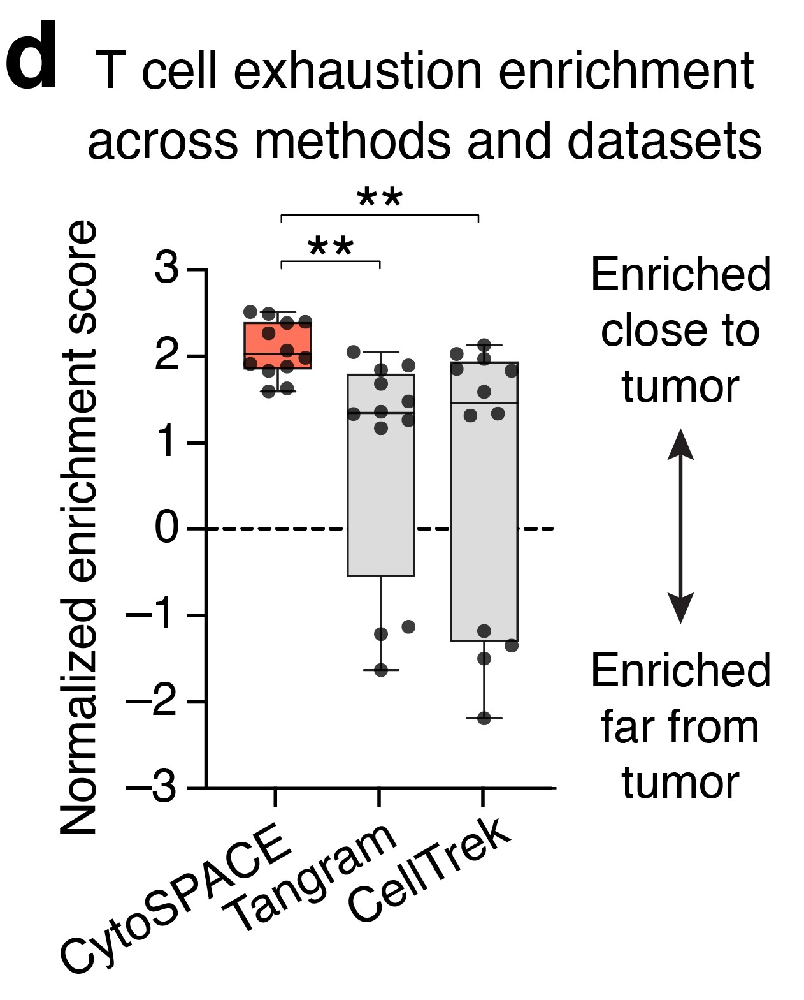 d
T cell exhaustion enrichment
across methods and datasets
**
**
Normalized enrichment score
3
2
1
0
−1
−2
−3
CytoSPACE
Tangram
CellTrek
Enriched
close to
tumor
Enriched
far from
tumor